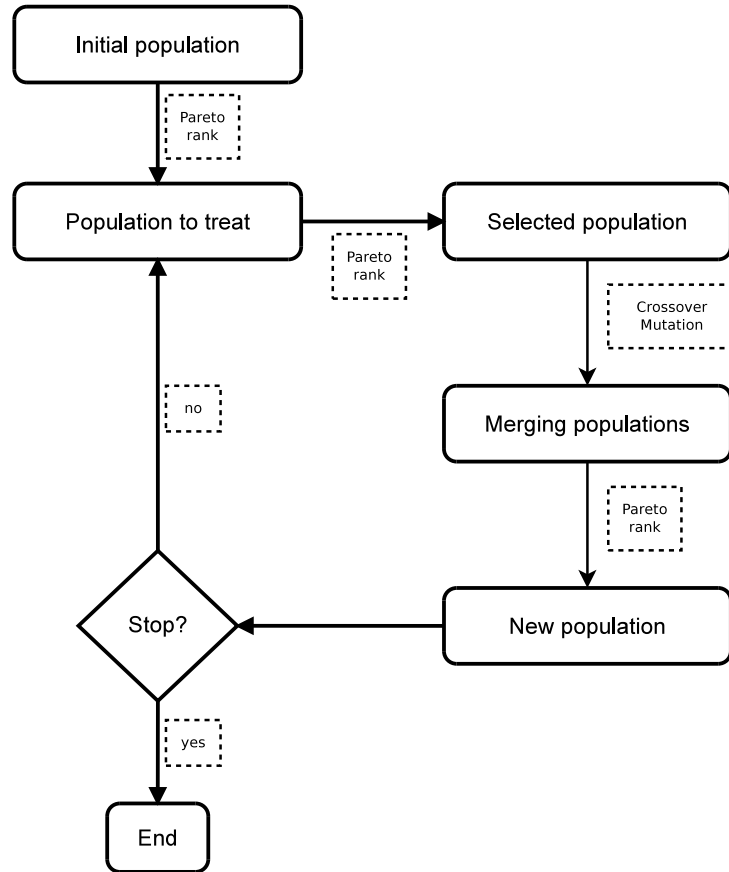 Initial population
Pareto
rank
Population to treat
Pareto
rank
Selected population
Crossover
Mutation
Merging populations
Pareto
rank
New population
Stop?
no
yes
End